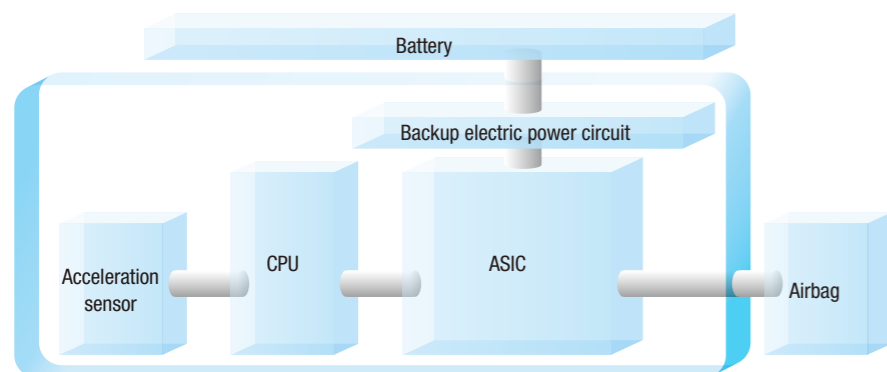 Battery
Backup electric power circuit
CPU
ASIC
Acceleration
sensor
Airbag